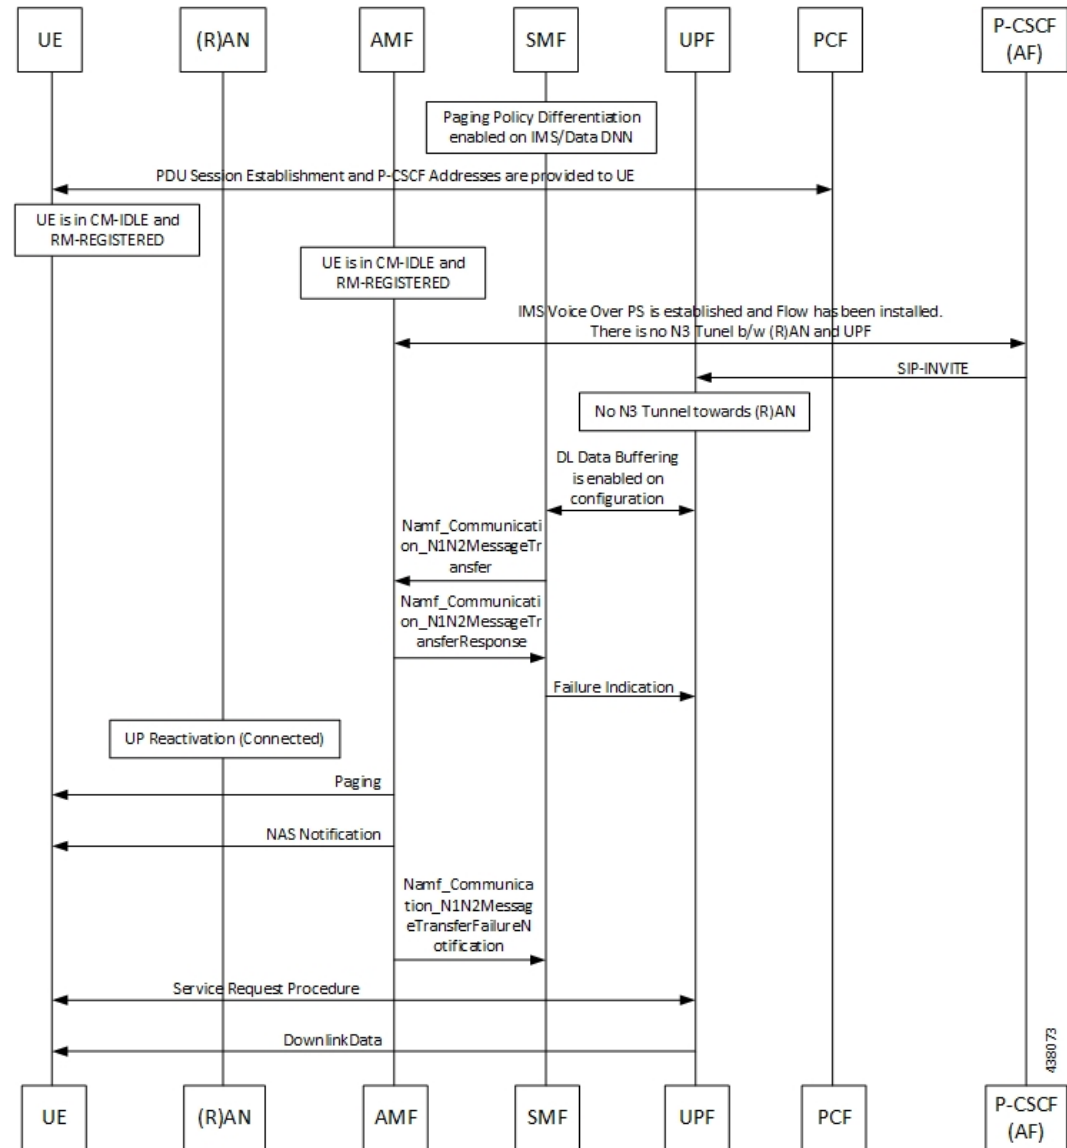 UE
(R)AN
AMF
SMF
UPF
PCF
P-CSCF
(AF)
Paging Policy Differentiation
enabled on IMS/Data DNN
PDU Session Establishment and P-CSCF Addresses are provided to UE
UE is in CM-IDLE and
RM-REGISTERED
UE is in CM-IDLE and
RM-REGISTERED
IMS Voice Over PS is established and Flow has been installed.
There is no N3 Tunel b/w (R)AN and UPF
SIP-INVITE
No N3 Tunnel towards (R)AN
DL Data Buffering
is enabled on
configuration
Namf_Communicati
on_N1N2MessageTr
ansfer
Namf_Communicati
on_N1N2MessageTr
ansferResponse
Failure Indication
UP Reactivation (Connected)
Paging
NAS Notification
Namf_Communica
tion_N1N2Messag
eTransferFailureN
otification
Service Request Procedure
Downlink Data
438073
UE
(R)AN
AMF
SMF
UPF
PCF
P-CSCF
(AF)